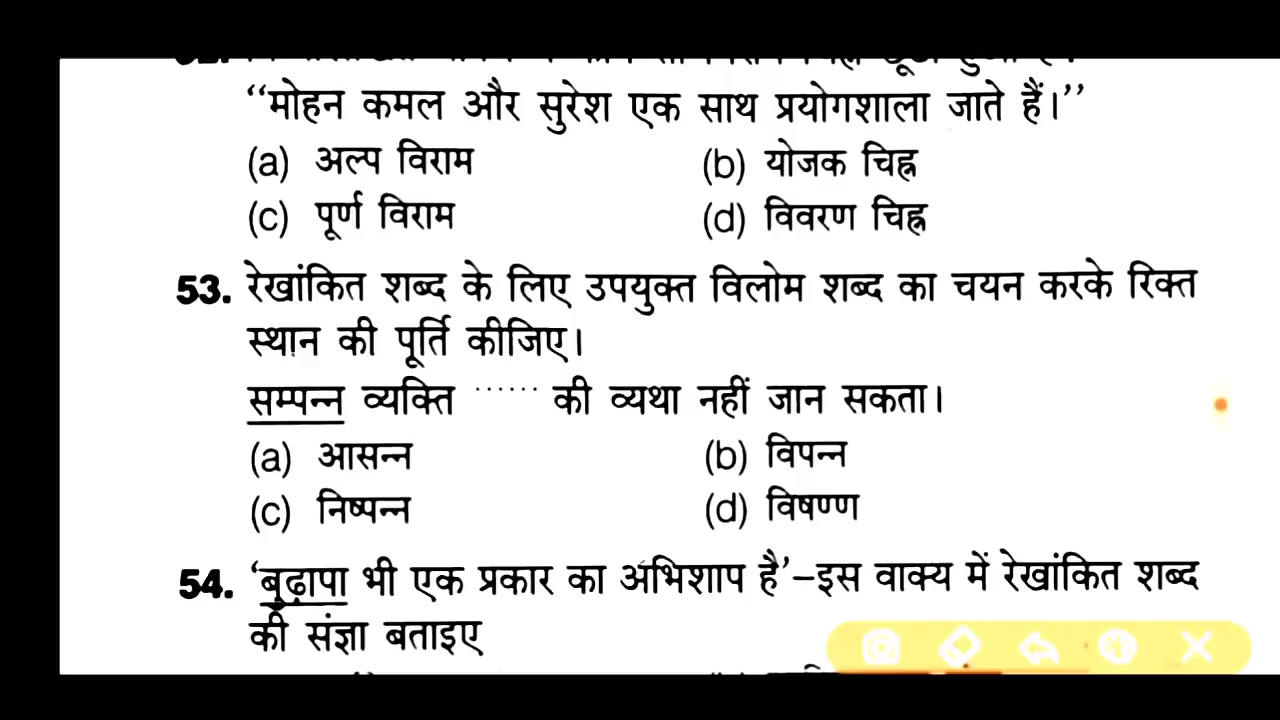 “मोहन कमल और सुरेश एक साथ प्रयोगशाला जाते हैं।”
(a) अल्प विराम (b) योजक चिह्न
(c) पूर्ण विराम (d) विवरण चिह्न
53. रेखांकित शब्द के लिए उपयुक्त विलोम शब्द का चयन करके रिक्त
स्थान की पूर्ति कीजिए।
सम्पन्न व्यक्ति ...... की व्यथा नहीं जान सकता।
(a) आसन्न (b) विपन्न
(c) निष्पन्न (d) विषण्ण
54. ‘बुढ़ापा भी एक प्रकार का अभिशाप है’–इस वाक्य में रेखांकित शब्द
की संज्ञा बताइए